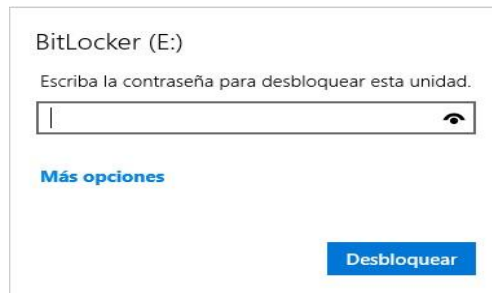 BitLocker (E:)
Escriba la contraseña para desbloquear esta unidad.
Más opciones
Desbloquear